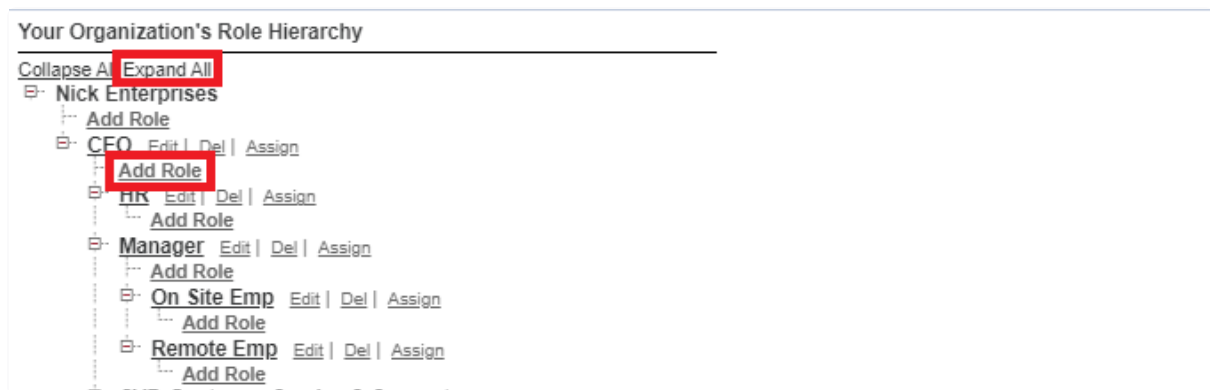 Your Organization's Role Hierarchy
Collapse Al Expand All
Nick Enterprises
Add Role
CEO Edit | Del | Assign
Add Role
HR Edit | Del | Assign
Add Role
Manager Edit | Del | Assign
Add Role
On Site Emp Edit | Del | Assign
Add Role
Remote Emp Edit | Del | Assign
Add Role